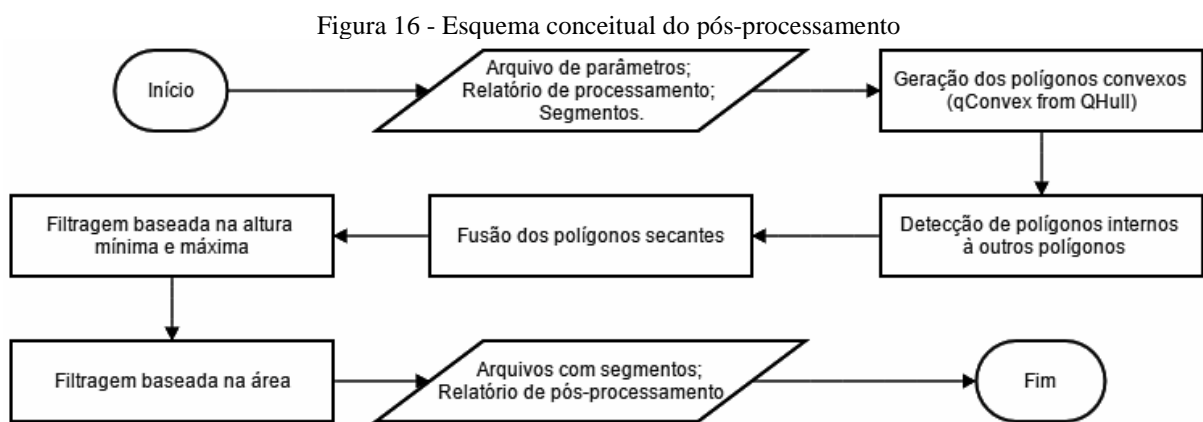 Figura 16 - Esquema conceitual do pós-processamento
Início
Arquivo de parâmetros;
Relatório de processamento;
Segmentos.
Geração dos polígonos convexos
(qConvex from QHull)
Detecção de polígonos internos
à outros polígonos
Fusão dos polígonos secantes
Filtragem baseada na altura
mínima e máxima
Filtragem baseada na área
Arquivos com segmentos;
Relatório de pós-processamento
Fim